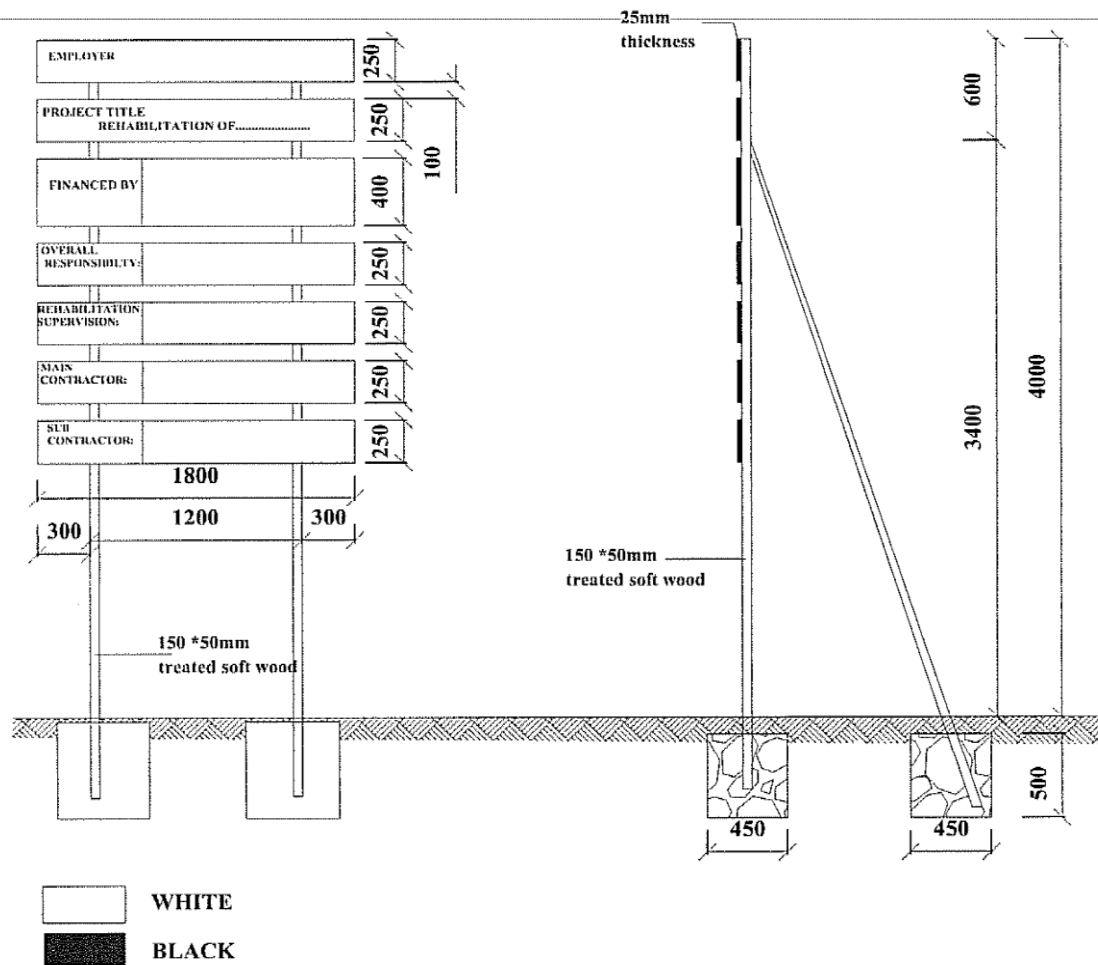 EMPLOYER
PROJECT TITLE
REHABILITATION OF.......................
FINANCED BY
OVERALL
RESPONSIBILTY:
REHABILITATION
SUPERVISION:
MAIN
CONTRACTOR:
SUB
CONTRACTOR:
250
250
100
400
250
250
250
250
1800
300
1200
300
150 *50mm
treated soft wood
25mm
thickness
600
3400
4000
150 *50mm
treated soft wood
500
450
450
WHITE
BLACK